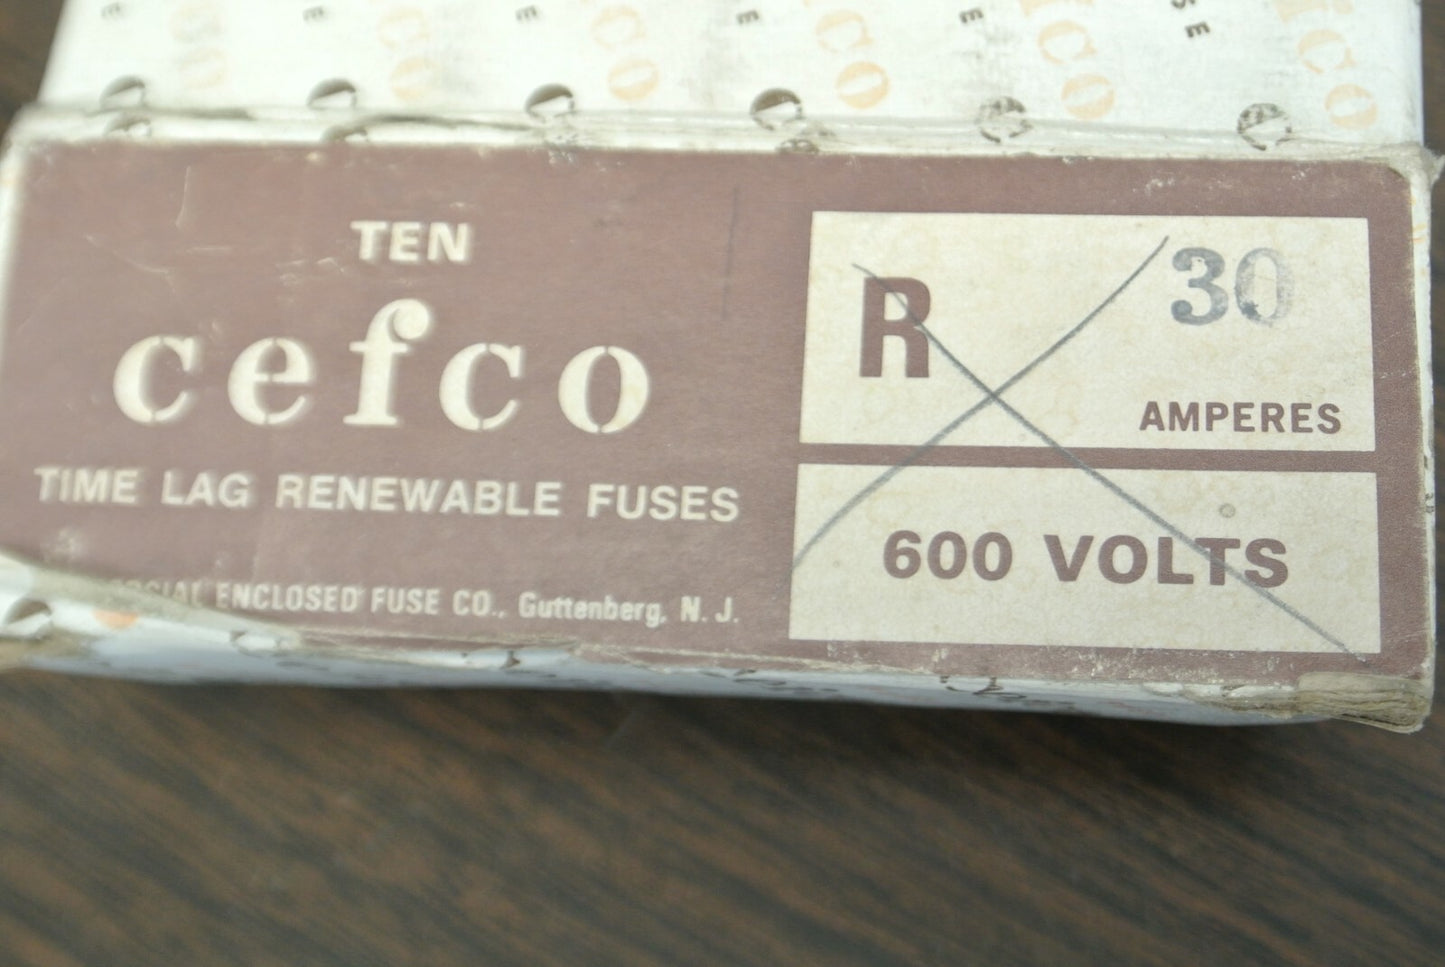 TEN
cefco
TIME LAG RENEWABLE FUSES
ENCLOSED FUSE CO., Guttenberg, N. J.
R 30
AMPERES
600 VOLTS